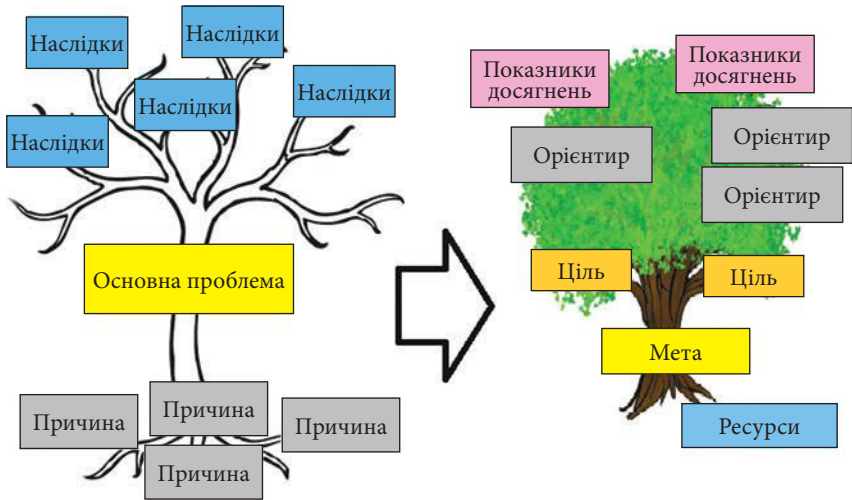 Наслідки
Наслідки
Наслідки
Наслідки
Наслідки
Основна проблема
Причина
Причина
Причина
Причина
Показники
досягнень
Показники
досягнень
Орієнтир
Орієнтир
Орієнтир
Ціль
Ціль
Мета
Ресурси